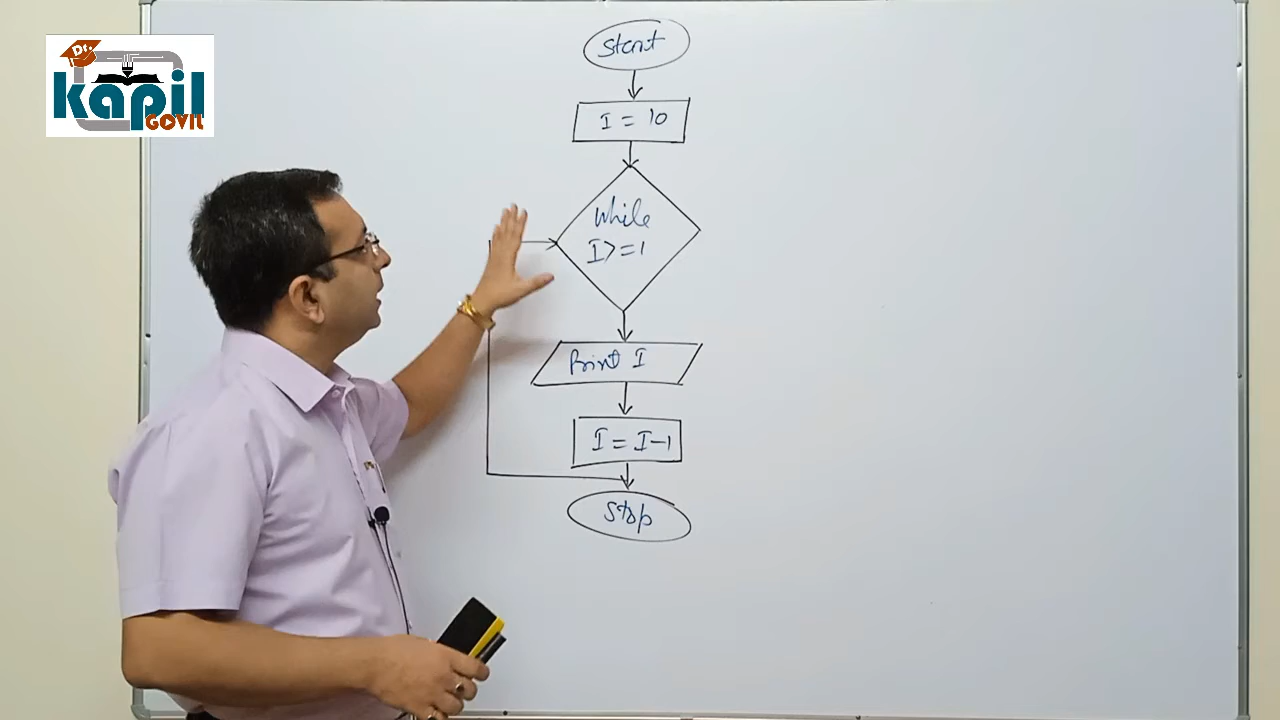 Dr.
kapil
GOVIL
Start
I = 10
While
I>=1
Print I
I = I-1
Stop